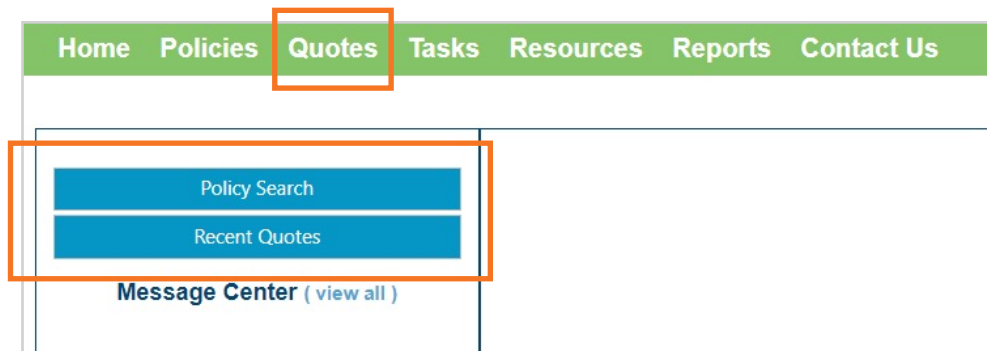 Home Policies Quotes Tasks Resources Reports Contact Us
Policy Search
Recent Quotes
Message Center ( view all )